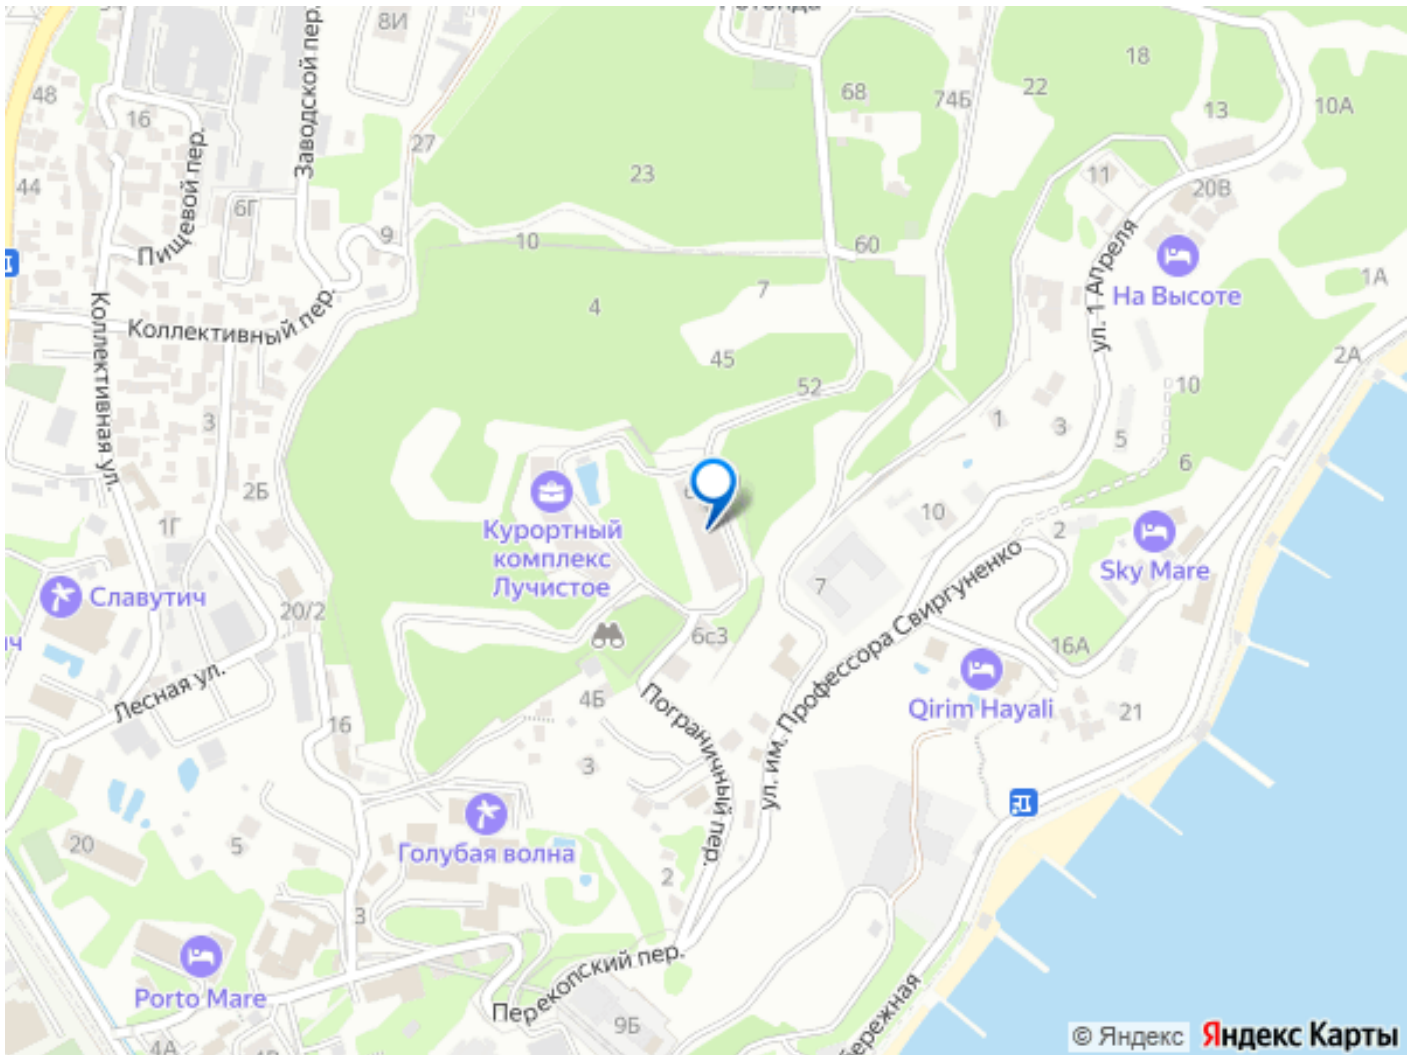 8И
18
48
16
Заводской пер.
68
74Б
22
13
10А
27
Пищевой пер.
23
11
20В
44
6Г
9
10
60
ул. 1 Апреля
На Высоте
1А
7
4
Коллективный пер.
Коллективная ул.
45
52
2А
10
3
1
3
5
6
2Б
Курортный
комплекс
Лучистое
1Г
10
2
Sky Mare
Славутич
20/2
7
ул. им. Профессора Свиргуненко
6с3
16А
Лесная ул.
4Б
Пограничный пер.
Qirim Hayali
21
16
3
20
5
Голубая волна
2
3
Porto Mare
Перекопский пер.
9Б
4А
© Яндекс
Яндекс Карты